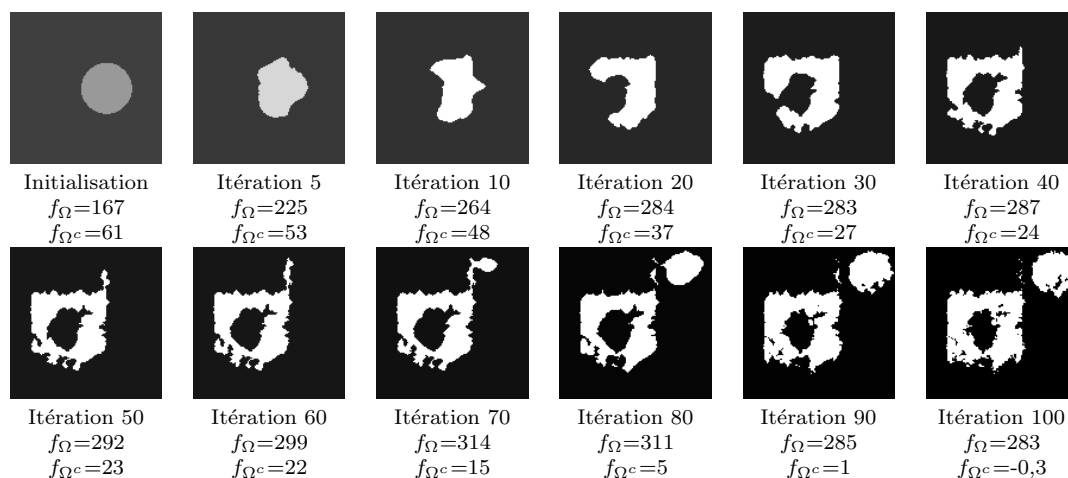 Initialisation Itération 5 Itération 10 Itération 20 Itération 30 Itération 40
f_Ω=167 f_Ω=225 f_Ω=264 f_Ω=284 f_Ω=283 f_Ω=287
f_Ω^c=61 f_Ω^c=53 f_Ω^c=48 f_Ω^c=37 f_Ω^c=27 f_Ω^c=24
Itération 50 Itération 60 Itération 70 Itération 80 Itération 90 Itération 100
f_Ω=292 f_Ω=299 f_Ω=314 f_Ω=311 f_Ω=285 f_Ω=283
f_Ω^c=23 f_Ω^c=22 f_Ω^c=15 f_Ω^c=5 f_Ω^c=1 f_Ω^c=-0,3